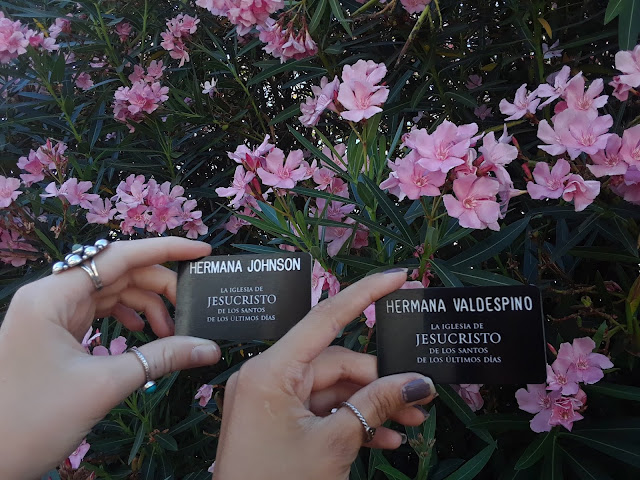 HERMANA JOHNSON
LA IGLESIA DE
JESUCRISTO
DE LOS SANTOS
DE LOS ÚLTIMOS DÍAS
HERMANA VALDESPINO
LA IGLESIA DE
JESUCRISTO
DE LOS SANTOS
DE LOS ÚLTIMOS DÍAS